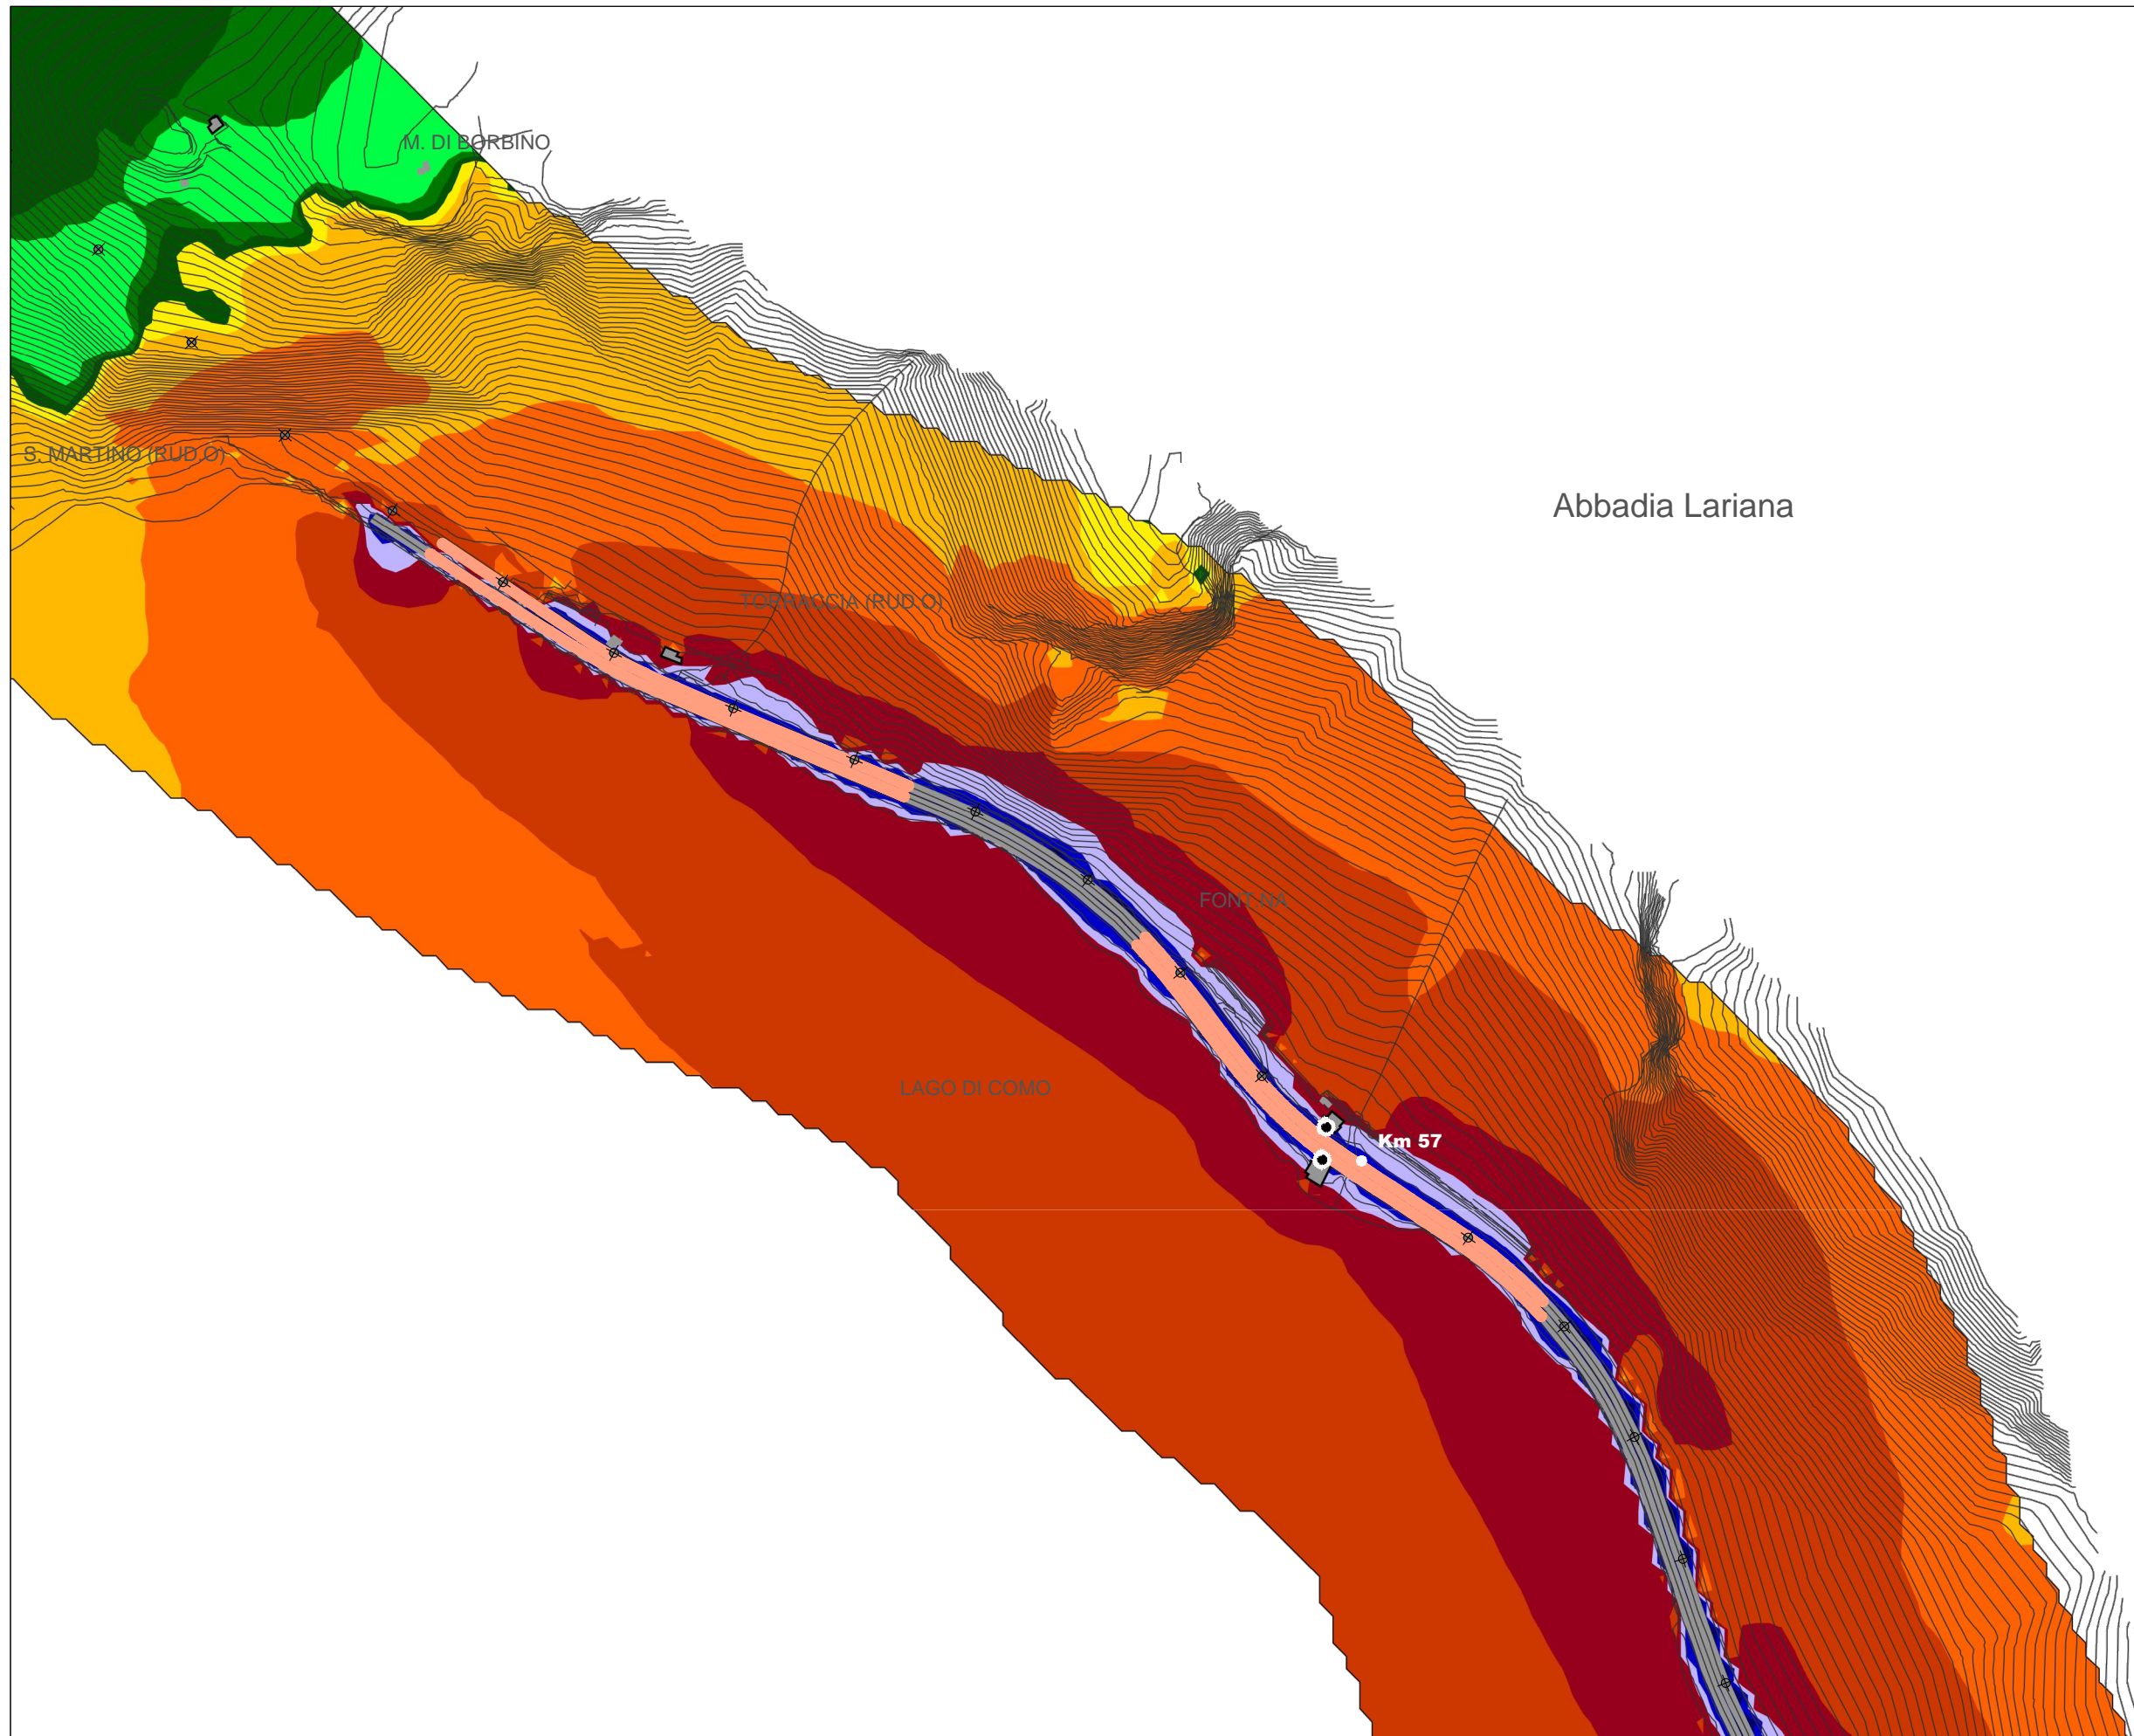 M. DI BORBINO
S. MARTINO (RUD.O)
Abbadia Lariana
TORRACCIA (RUD.O)
FONT.NA
LAGO DI COMO
Km 57